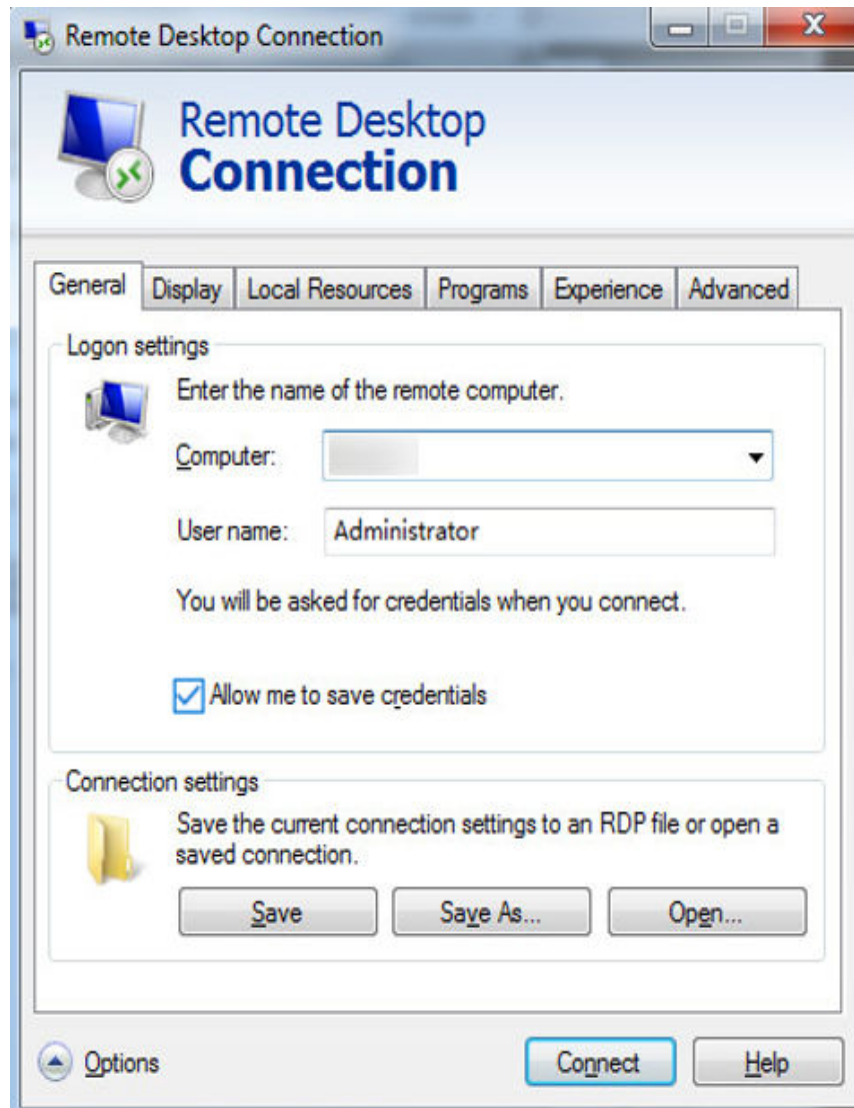 Remote Desktop Connection
Remote Desktop
Connection
General Display Local Resources Programs Experience Advanced
Logon settings
Enter the name of the remote computer.
Computer:
User name: Administrator
You will be asked for credentials when you connect.
Allow me to save credentials
Connection settings
Save the current connection settings to an RDP file or open a
saved connection.
Save Save As... Open...
Options Connect Help